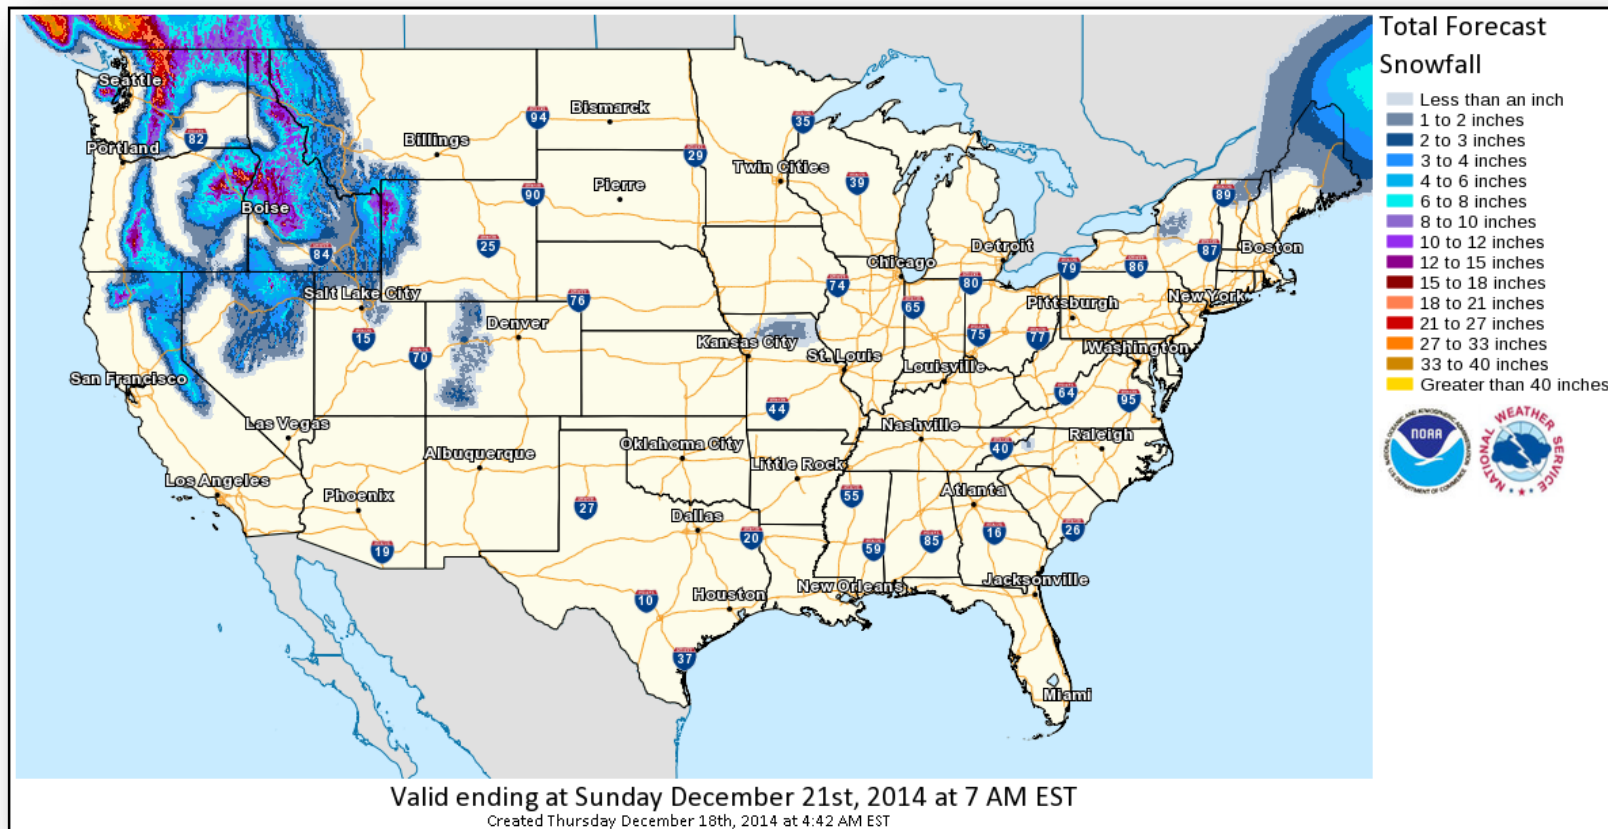 Total Forecast
Snowfall
Less than an inch
1 to 2 inches
2 to 3 inches
3 to 4 inches
4 to 6 inches
6 to 8 inches
8 to 10 inches
10 to 12 inches
12 to 15 inches
15 to 18 inches
18 to 21 inches
21 to 27 inches
27 to 33 inches
33 to 40 inches
Greater than 40 inches
NOAA
NATIONAL OCEANIC AND ATMOSPHERIC ADMINISTRATION
U.S. DEPARTMENT OF COMMERCE
NATIONAL WEATHER SERVICE
Seattle
82
Portland
Billings
94
Bismarck
35
29
Twin Cities
Pierre
90
39
89
Boise
84
25
Detroit
Chicago
79
86
87
Boston
Salt Lake City
76
74
65
80
Pittsburgh
New York
15
70
Denver
Kansas City
St. Louis
75
77
Washington
Louisville
San Francisco
64
95
44
Las Vegas
Albuquerque
Oklahoma City
Nashville
40
Raleigh
Little Rock
Los Angeles
Phoenix
27
55
Atlanta
Dallas
20
59
85
16
26
19
10
Houston
New Orleans
Jacksonville
37
Miami
Valid ending at Sunday December 21st, 2014 at 7 AM EST
Created Thursday December 18th, 2014 at 4:42 AM EST